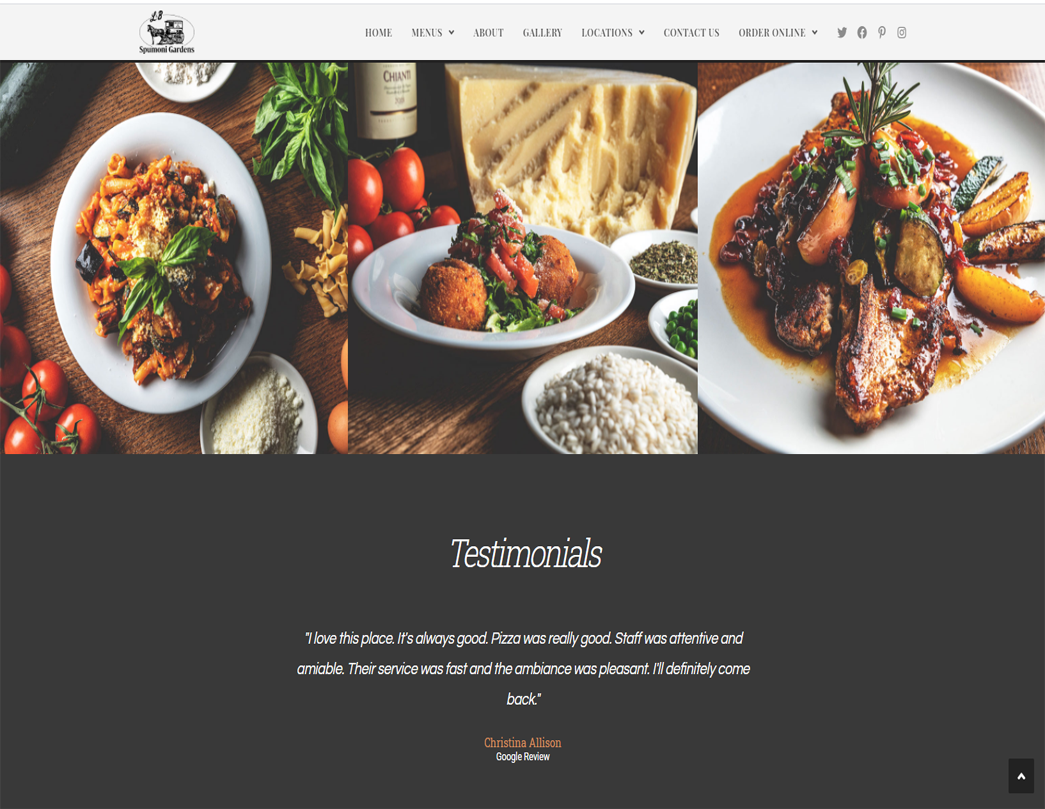 L&B
Spumoni Gardens
HOME MENUS ABOUT GALLERY LOCATIONS CONTACT US ORDER ONLINE
CHIANTI
Testimonials
"I love this place. It's always good. Pizza was really good. Staff was attentive and
amiable. Their service was fast and the ambiance was pleasant. I'll definitely come
back."
Christina Allison
Google Review